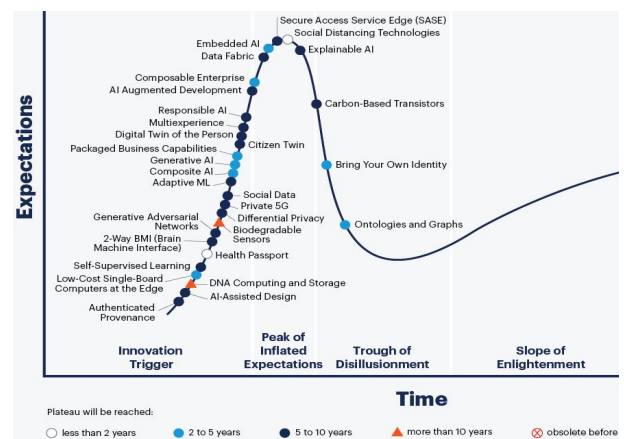 Secure Access Service Edge (SASE)
Social Distancing Technologies
Embedded AI
Explainable AI
Data Fabric
Composable Enterprise
AI Augmented Development
Carbon-Based Transistors
Responsible AI
Multiexperience
Digital Twin of the Person
Citizen Twin
Packaged Business Capabilities
Generative AI
Bring Your Own Identity
Composite AI
Adaptive ML
Social Data
Private 5G
Differential Privacy
Generative Adversarial
Networks
Biodegradable
Sensors
Ontologies and Graphs
2-Way BMI (Brain
Machine Interface)
Health Passport
Self-Supervised Learning
Low-Cost Single-Board
Computers at the Edge
DNA Computing and Storage
AI-Assisted Design
Authenticated
Provenance
Expectations
Innovation
Trigger
Peak of
Inflated
Expectations
Trough of
Disillusionment
Slope of
Enlightenment
Time
Plateau will be reached:
less than 2 years
2 to 5 years
5 to 10 years
more than 10 years
obsolete before